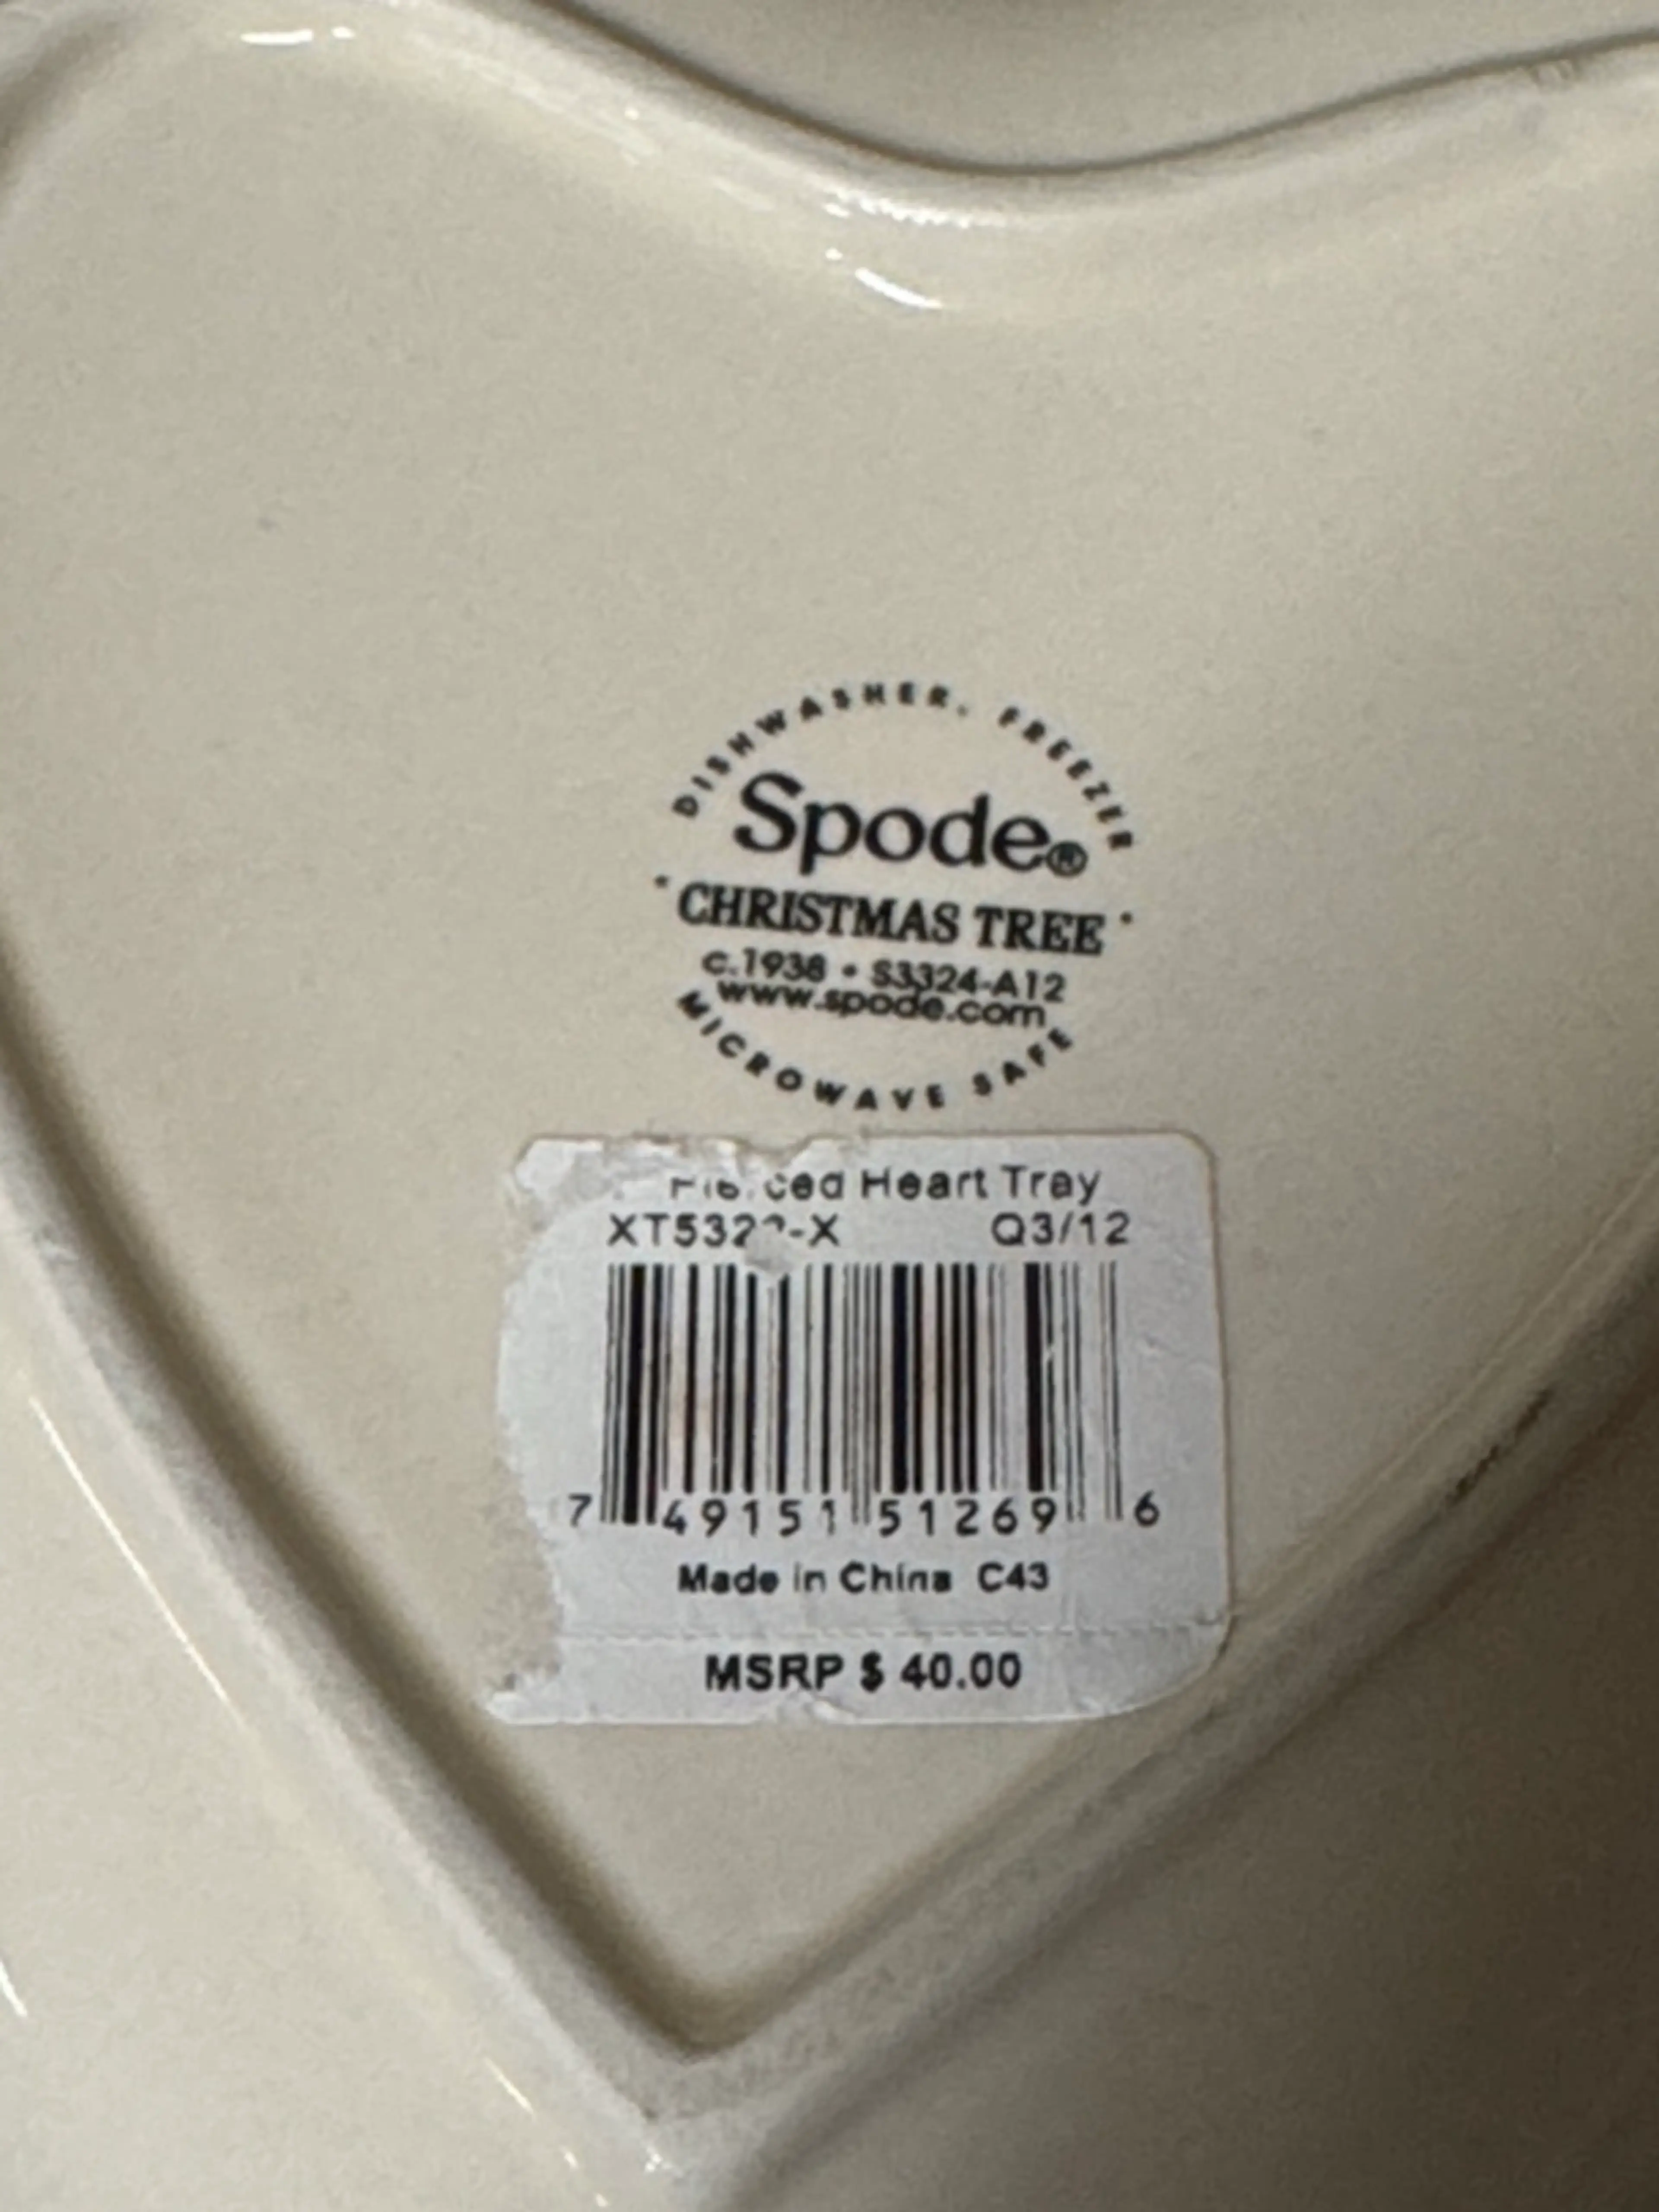 DISHWASHER, FREEZER
Spode®
CHRISTMAS TREE
c.1938 • S3324-A12
www.spode.com
MICROWAVE SAFE
Heart Tray
Q3/12
7 49151 51269 6
Made in China C43
MSRP $ 40.00